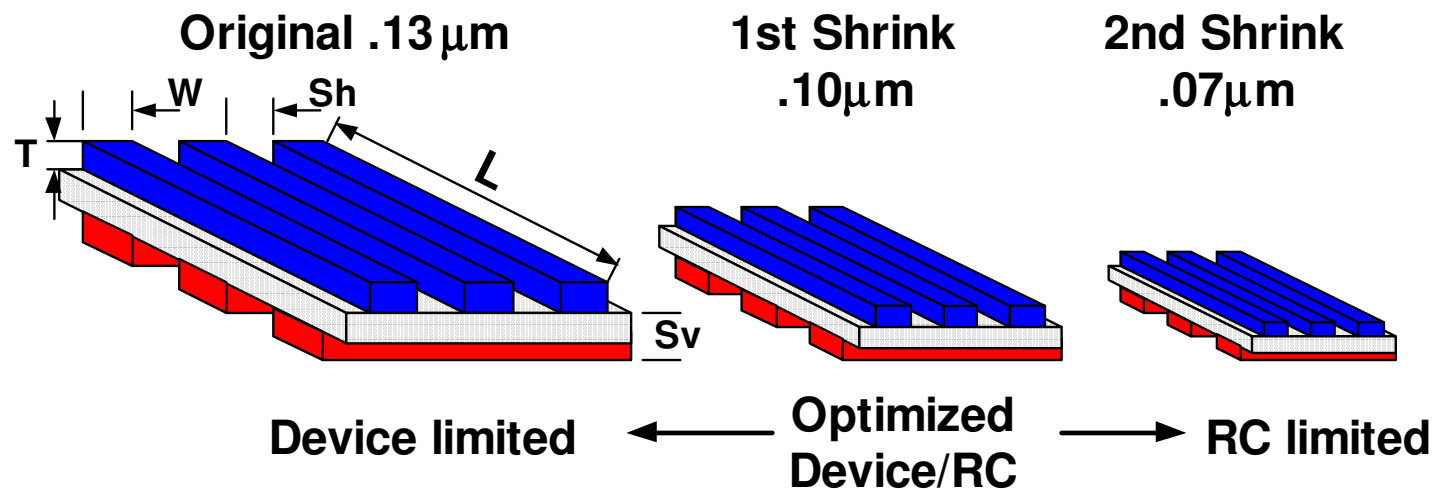 Original .13μm
1st Shrink
.10μm
2nd Shrink
.07μm
W
Sh
T
L
Sv
Device limited
Optimized
Device/RC
RC limited